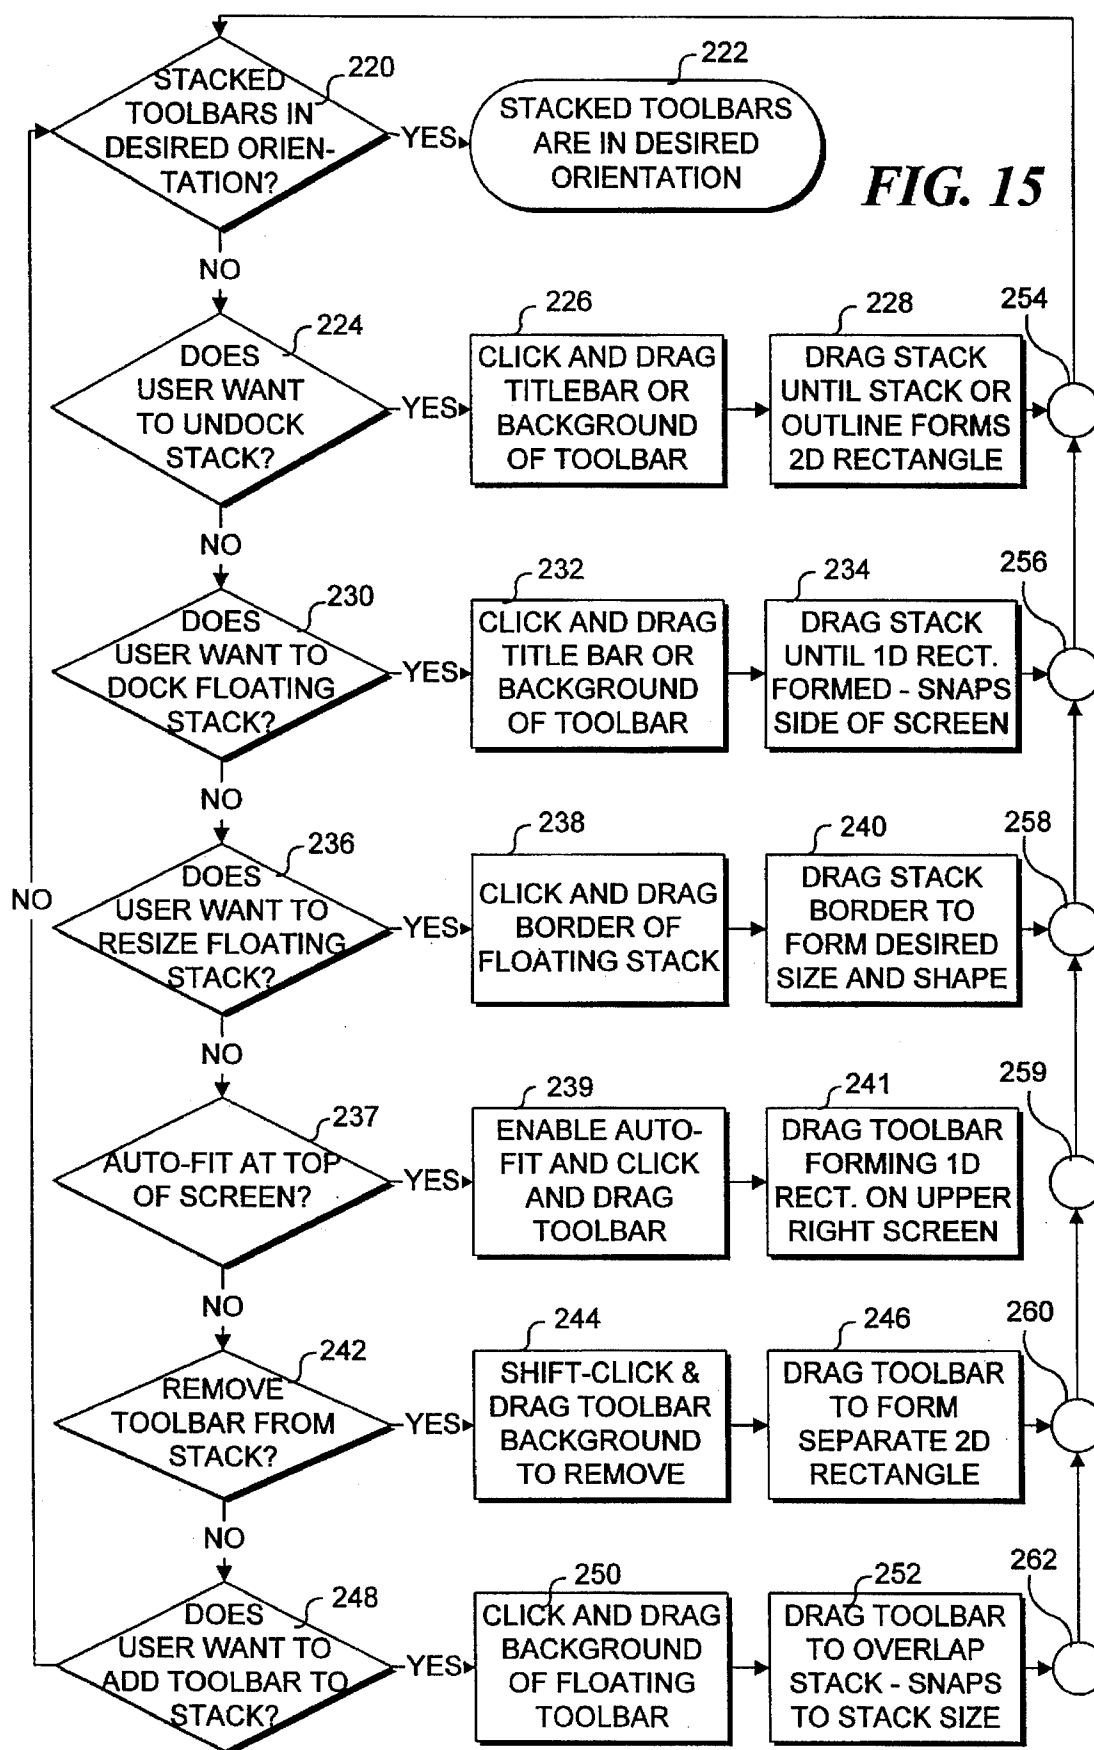 STACKED
TOOLBARS IN
DESIRED ORIEN-
TATION?
220
YES
222
STACKED TOOLBARS
ARE IN DESIRED
ORIENTATION
FIG. 15
NO
224
DOES
USER WANT
TO UNDOCK
STACK?
YES
226
CLICK AND DRAG
TITLEBAR OR
BACKGROUND
OF TOOLBAR
228
DRAG STACK
UNTIL STACK OR
OUTLINE FORMS
2D RECTANGLE
254
NO
230
DOES
USER WANT TO
DOCK FLOATING
STACK?
YES
232
CLICK AND DRAG
TITLE BAR OR
BACKGROUND
OF TOOLBAR
234
DRAG STACK
UNTIL 1D RECT.
FORMED - SNAPS
SIDE OF SCREEN
256
NO
236
DOES
USER WANT TO
RESIZE FLOATING
STACK?
YES
238
CLICK AND DRAG
BORDER OF
FLOATING STACK
240
DRAG STACK
BORDER TO
FORM DESIRED
SIZE AND SHAPE
258
NO
NO
237
AUTO-FIT AT TOP
OF SCREEN?
YES
239
ENABLE AUTO-
FIT AND CLICK
AND DRAG
TOOLBAR
241
DRAG TOOLBAR
FORMING 1D
RECT. ON UPPER
RIGHT SCREEN
259
NO
242
REMOVE
TOOLBAR FROM
STACK?
YES
244
SHIFT-CLICK &
DRAG TOOLBAR
BACKGROUND
TO REMOVE
246
DRAG TOOLBAR
TO FORM
SEPARATE 2D
RECTANGLE
260
NO
248
DOES
USER WANT TO
ADD TOOLBAR TO
STACK?
YES
250
CLICK AND DRAG
BACKGROUND
OF FLOATING
TOOLBAR
252
DRAG TOOLBAR
TO OVERLAP
STACK - SNAPS
TO STACK SIZE
262